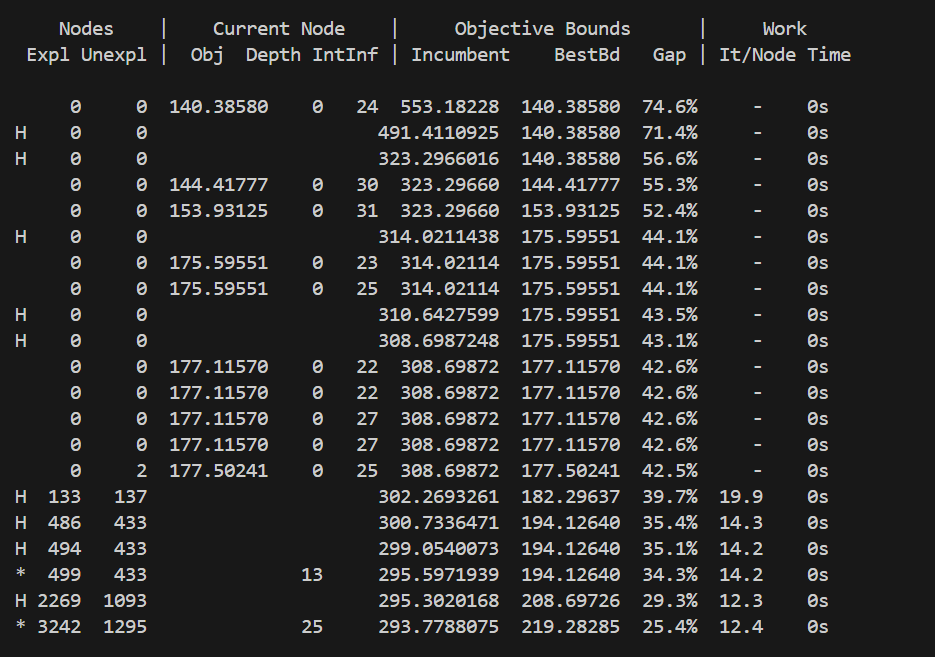 Nodes    |    Current Node    |     Objective Bounds      |     Work
 Expl Unexpl |  Obj  Depth IntInf | Incumbent    BestBd   Gap | It/Node Time

     0     0  140.38580    0   24  553.18228  140.38580  74.6%     -    0s
H    0     0                     491.4110925  140.38580  71.4%     -    0s
H    0     0                     323.2966016  140.38580  56.6%     -    0s
     0     0  144.41777    0   30  323.29660  144.41777  55.3%     -    0s
     0     0  153.93125    0   31  323.29660  153.93125  52.4%     -    0s
H    0     0                     314.0211438  175.59551  44.1%     -    0s
     0     0  175.59551    0   23  314.02114  175.59551  44.1%     -    0s
     0     0  175.59551    0   25  314.02114  175.59551  44.1%     -    0s
H    0     0                     310.6427599  175.59551  43.5%     -    0s
H    0     0                     308.6987248  175.59551  43.1%     -    0s
     0     0  177.11570    0   22  308.69872  177.11570  42.6%     -    0s
     0     0  177.11570    0   22  308.69872  177.11570  42.6%     -    0s
     0     0  177.11570    0   27  308.69872  177.11570  42.6%     -    0s
     0     0  177.11570    0   27  308.69872  177.11570  42.6%     -    0s
     0     2  177.50241    0   25  308.69872  177.50241  42.5%     -    0s
H  133   137                     302.2693261  182.29637  39.7%  19.9    0s
H  486   433                     300.7336471  194.12640  35.4%  14.3    0s
H  494   433                     299.0540073  194.12640  35.1%  14.2    0s
*  499   433              13     295.5971939  194.12640  34.3%  14.2    0s
H 2269  1093                     295.3020168  208.69726  29.3%  12.3    0s
* 3242  1295              25     293.7788075  219.28285  25.4%  12.4    0s